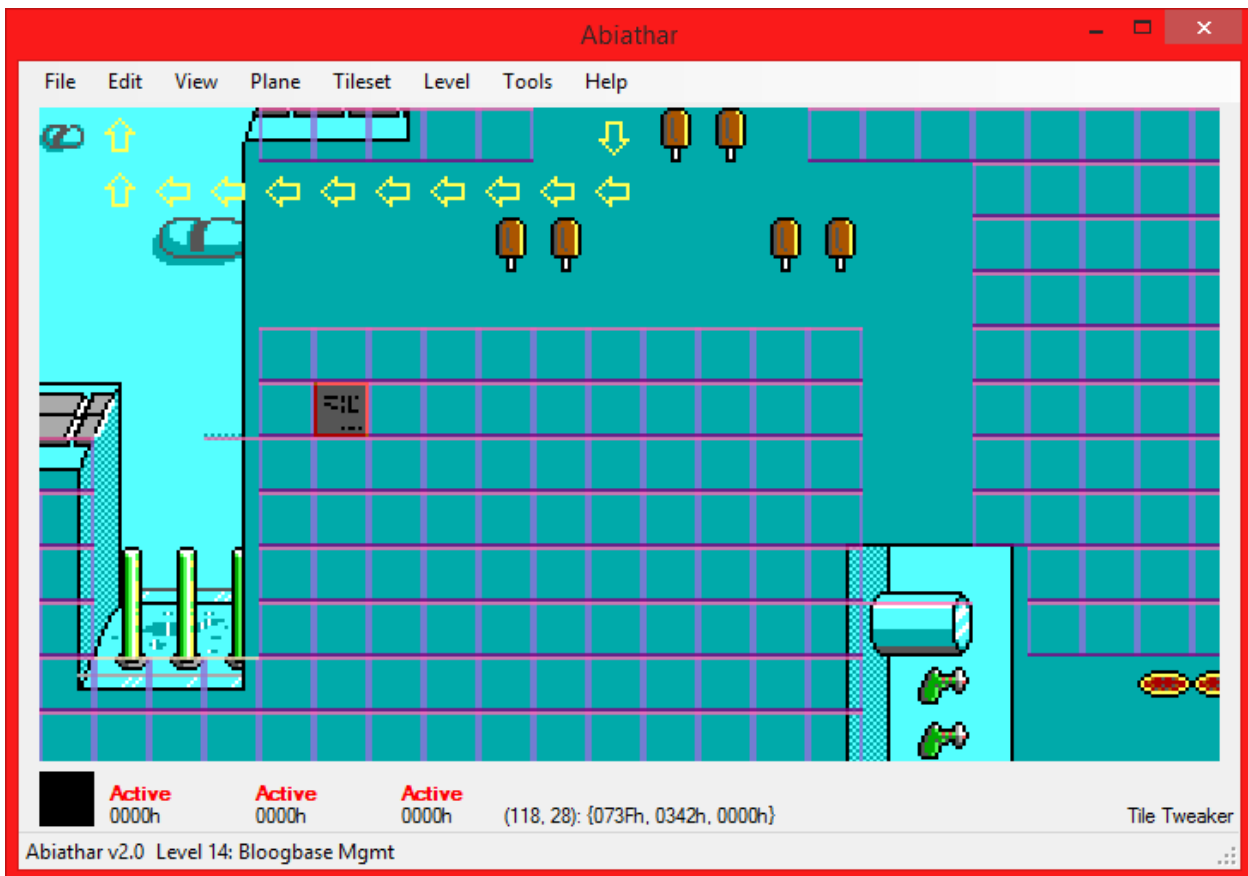 Abiathar
File Edit View Plane Tileset Level Tools Help
Active Active Active
0000h 0000h 0000h (118, 28): {073Fh, 0342h, 0000h} Tile Tweaker
Abiathar v2.0 Level 14: Bloogbase Mgmt